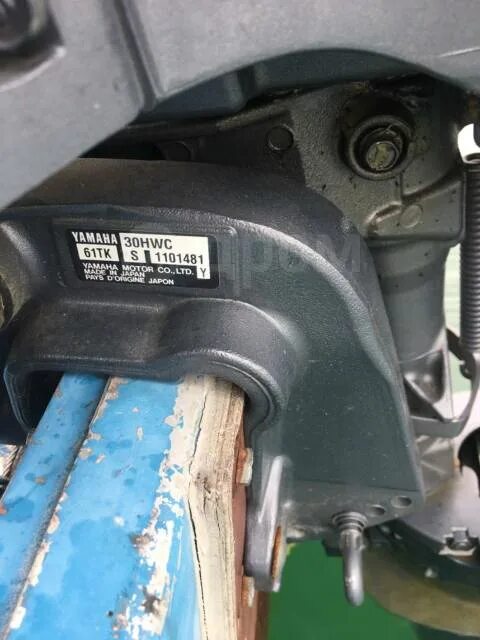 YAMAHA 30HWC
61TK S 1101481
YAMAHA MOTOR CO.,LTD. Y
MADE IN JAPAN
PAYS D'ORIGINE JAPON